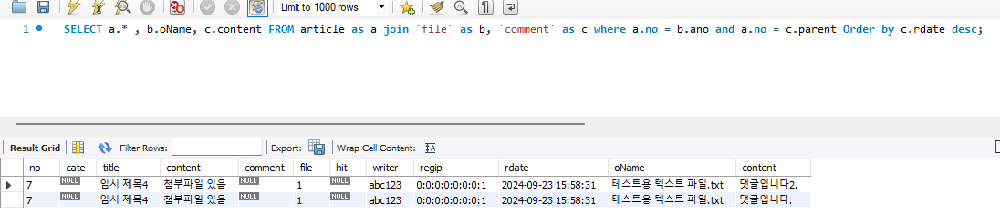 Limit to 1000 rows
1 SELECT a.* , b.oName, c.content FROM article as a join `file` as b, `comment` as c where a.no = b.ano and a.no = c.parent Order by c.rdate desc;
Result Grid Filter Rows: Export: Wrap Cell Content: IA
no cate title content comment file hit writer regip rdate oName content
7 NULL 임시 제목4 첨부파일 있음 NULL 1 NULL abc123 0:0:0:0:0:0:0:1 2024-09-23 15:58:31 테스트용 텍스트 파일.txt 댓글입니다2.
7 NULL 임시 제목4 첨부파일 있음 NULL 1 NULL abc123 0:0:0:0:0:0:0:1 2024-09-23 15:58:31 테스트용 텍스트 파일.txt 댓글입니다.